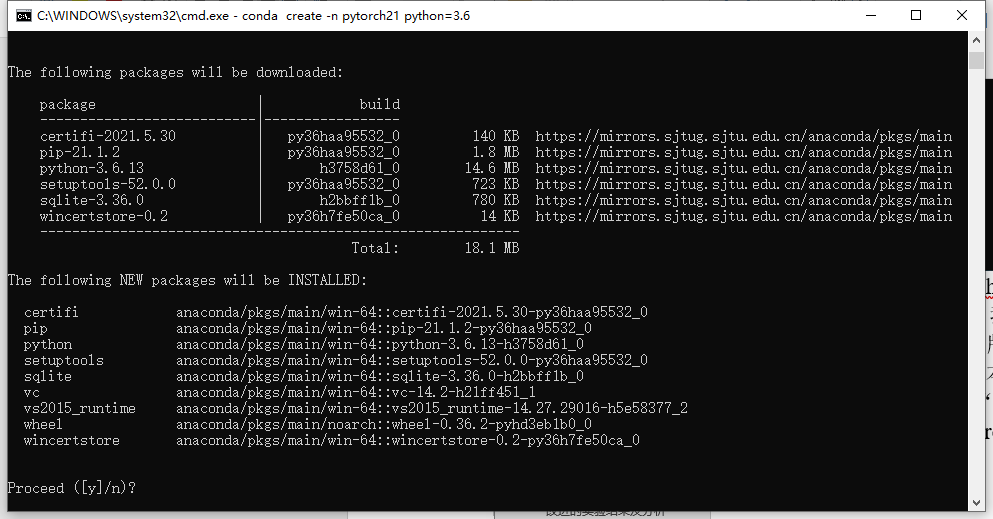 C:\WINDOWS\system32\cmd.exe - conda create -n pytorch21 python=3.6
The following packages will be downloaded:
package | build
---------------------------|-----------------
certifi-2021.5.30 | py36haa95532_0 140 KB https://mirrors.sjtug.sjtu.edu.cn/anaconda/pkgs/main
pip-21.1.2 | py36haa95532_0 1.8 MB https://mirrors.sjtug.sjtu.edu.cn/anaconda/pkgs/main
python-3.6.13 | h3758d61_0 14.6 MB https://mirrors.sjtug.sjtu.edu.cn/anaconda/pkgs/main
setuptools-52.0.0 | py36haa95532_0 723 KB https://mirrors.sjtug.sjtu.edu.cn/anaconda/pkgs/main
sqlite-3.36.0 | h2bbff1b_0 780 KB https://mirrors.sjtug.sjtu.edu.cn/anaconda/pkgs/main
wincertstore-0.2 | py36h7fe50ca_0 14 KB https://mirrors.sjtug.sjtu.edu.cn/anaconda/pkgs/main
------------------------------------------------------------
Total: 18.1 MB
The following NEW packages will be INSTALLED:
certifi anaconda/pkgs/main/win-64::certifi-2021.5.30-py36haa95532_0
pip anaconda/pkgs/main/win-64::pip-21.1.2-py36haa95532_0
python anaconda/pkgs/main/win-64::python-3.6.13-h3758d61_0
setuptools anaconda/pkgs/main/win-64::setuptools-52.0.0-py36haa95532_0
sqlite anaconda/pkgs/main/win-64::sqlite-3.36.0-h2bbff1b_0
vc anaconda/pkgs/main/win-64::vc-14.2-h21ff451_1
vs2015_runtime anaconda/pkgs/main/win-64::vs2015_runtime-14.27.29016-h5e58377_2
wheel anaconda/pkgs/main/noarch::wheel-0.36.2-pyhd3eb1b0_0
wincertstore anaconda/pkgs/main/win-64::wincertstore-0.2-py36h7fe50ca_0
Proceed ([y]/n)?